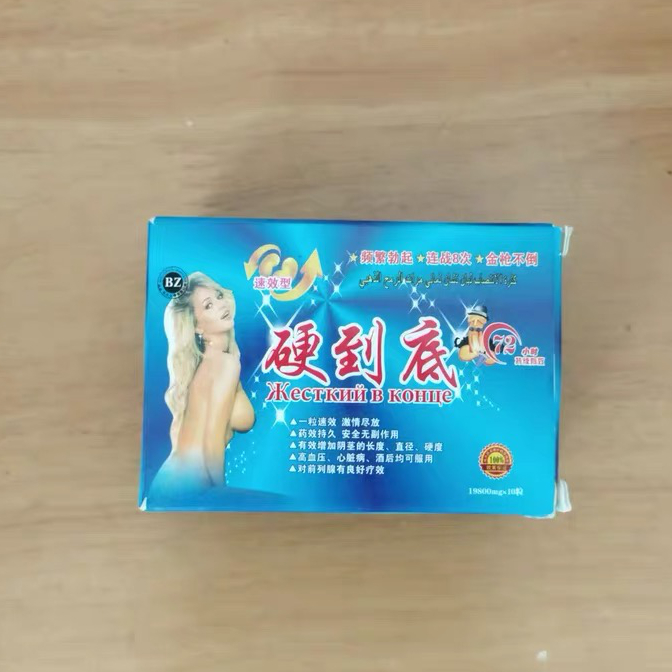 BZ
速效型
★频繁勃起 ★连战8次 ★金枪不倒
硬到底
72
小时
Жесткий в конце
▲一粒速效 激情尽放
▲药效持久 安全无副作用
▲有效增加阴茎的长度、直径、硬度
▲高血压、心脏病、酒后均可服用
▲对前列腺有良好疗效
100%
19800mg×10粒